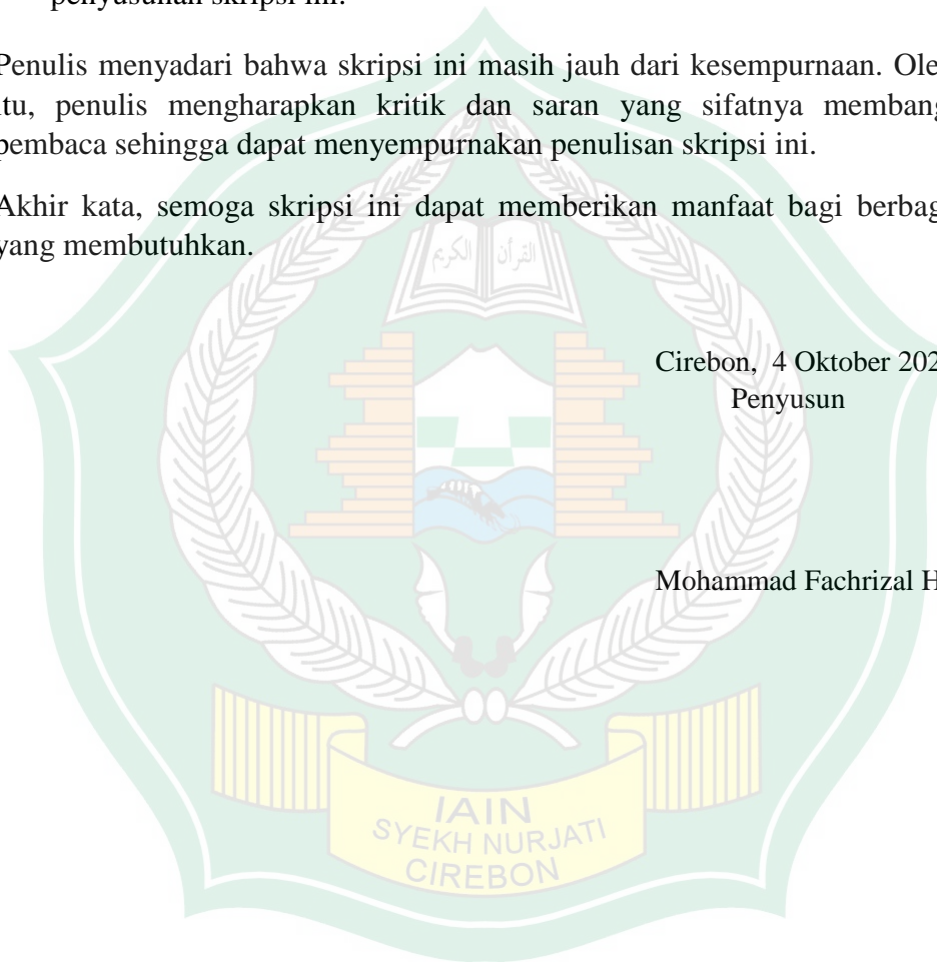 penyusunan skripsi ini.
Penulis menyadari bahwa skripsi ini masih jauh dari kesempurnaan. Ole
itu, penulis mengharapkan kritik dan saran yang sifatnya membang
pembaca sehingga dapat menyempurnakan penulisan skripsi ini.
Akhir kata, semoga skripsi ini dapat memberikan manfaat bagi berbag
yang membutuhkan.
القرآن الكريم
Cirebon, 4 Oktober 202
Penyusun
Mohammad Fachrizal H
IAIN
SYEKH NURJATI
CIREBON